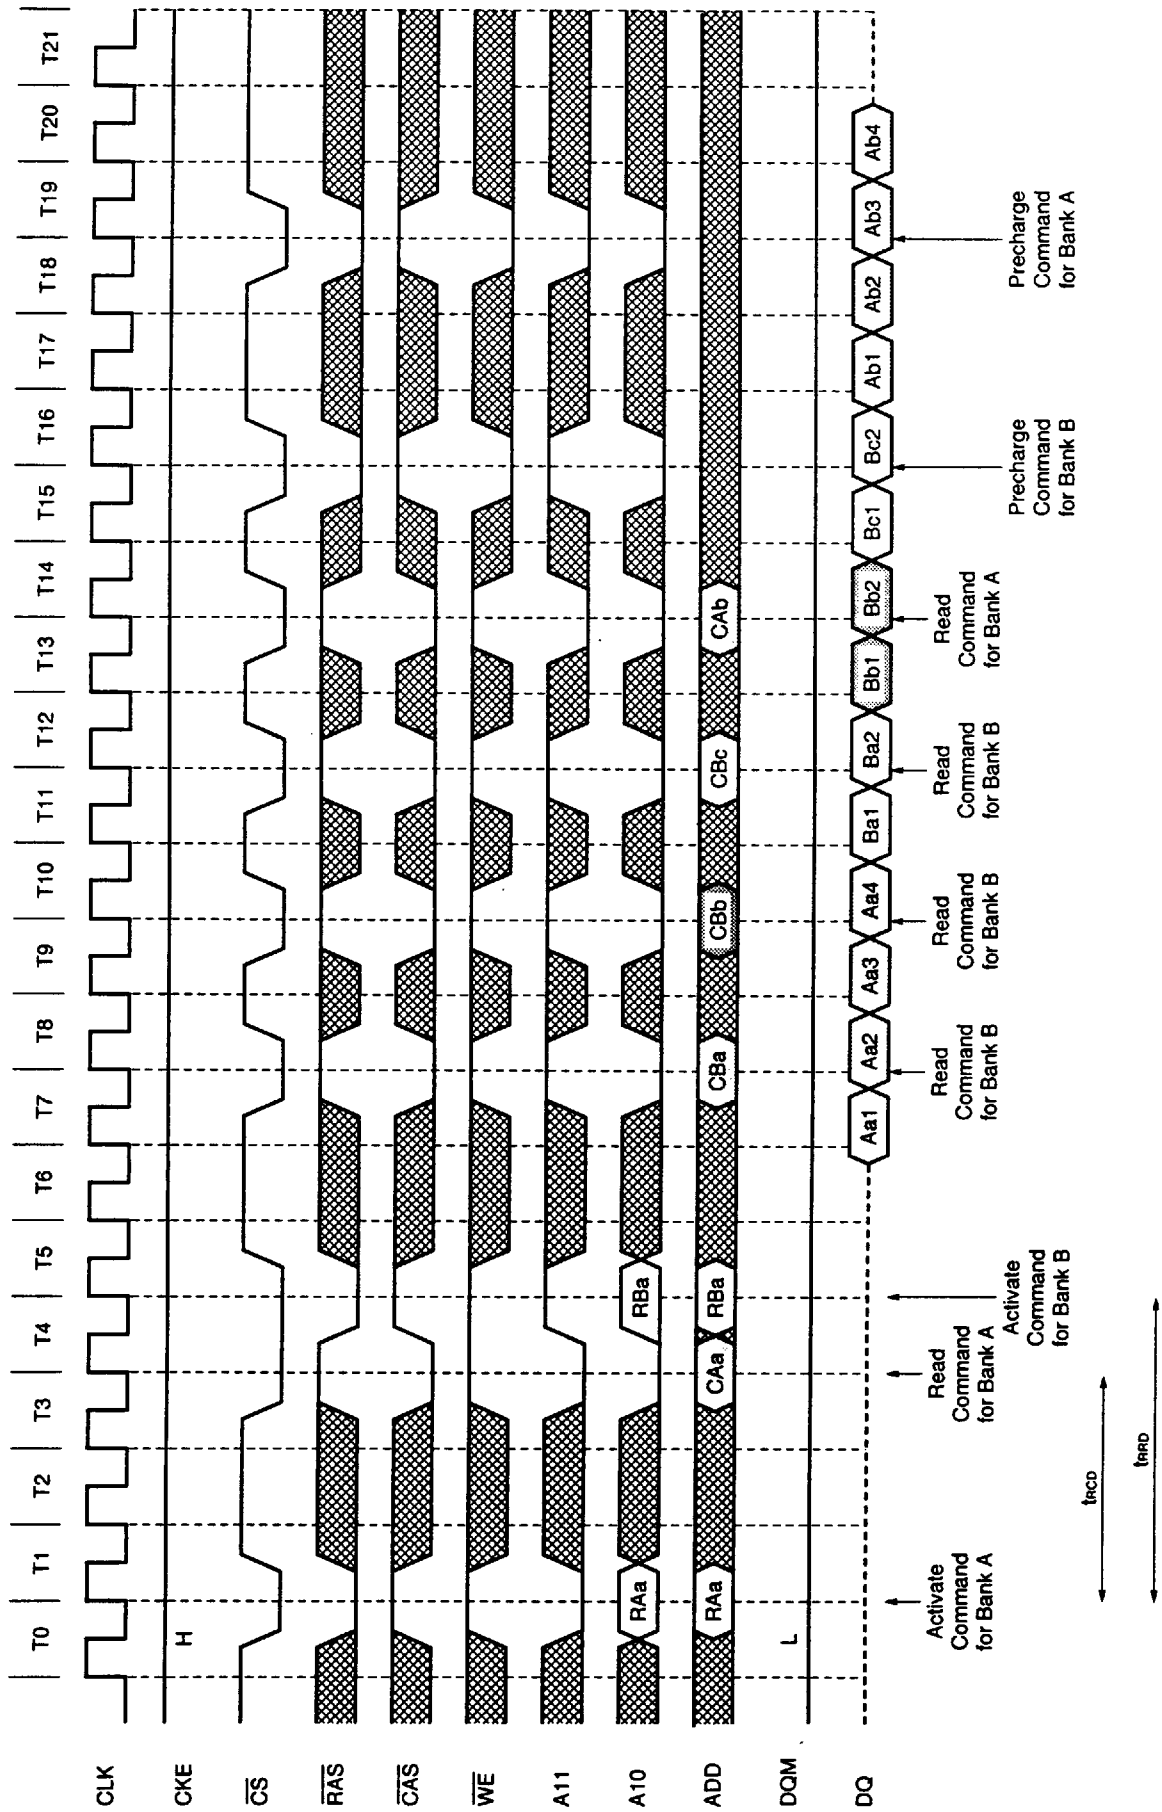 T0 T1 T2 T3 T4 T5 T6 T7 T8 T9 T10 T11 T12 T13 T14 T15 T16 T17 T18 T19 T20 T21
CLK
CKE H
CS
RAS
CAS
WE
A11
A10 RAa RBa
ADD RAa CAa RBa CBa CBb CBc CAb
DQM L
DQ Aa1 Aa2 Aa3 Aa4 Ba1 Ba2 Bb1 Bb2 Bc1 Bc2 Ab1 Ab2 Ab3 Ab4
Activate
Command
for Bank A
Read
Command
for Bank A
Activate
Command
for Bank B
Read
Command
for Bank B
Read
Command
for Bank B
Read
Command
for Bank B
Read
Command
for Bank A
Precharge
Command
for Bank B
Precharge
Command
for Bank A
tRCD
tRRD